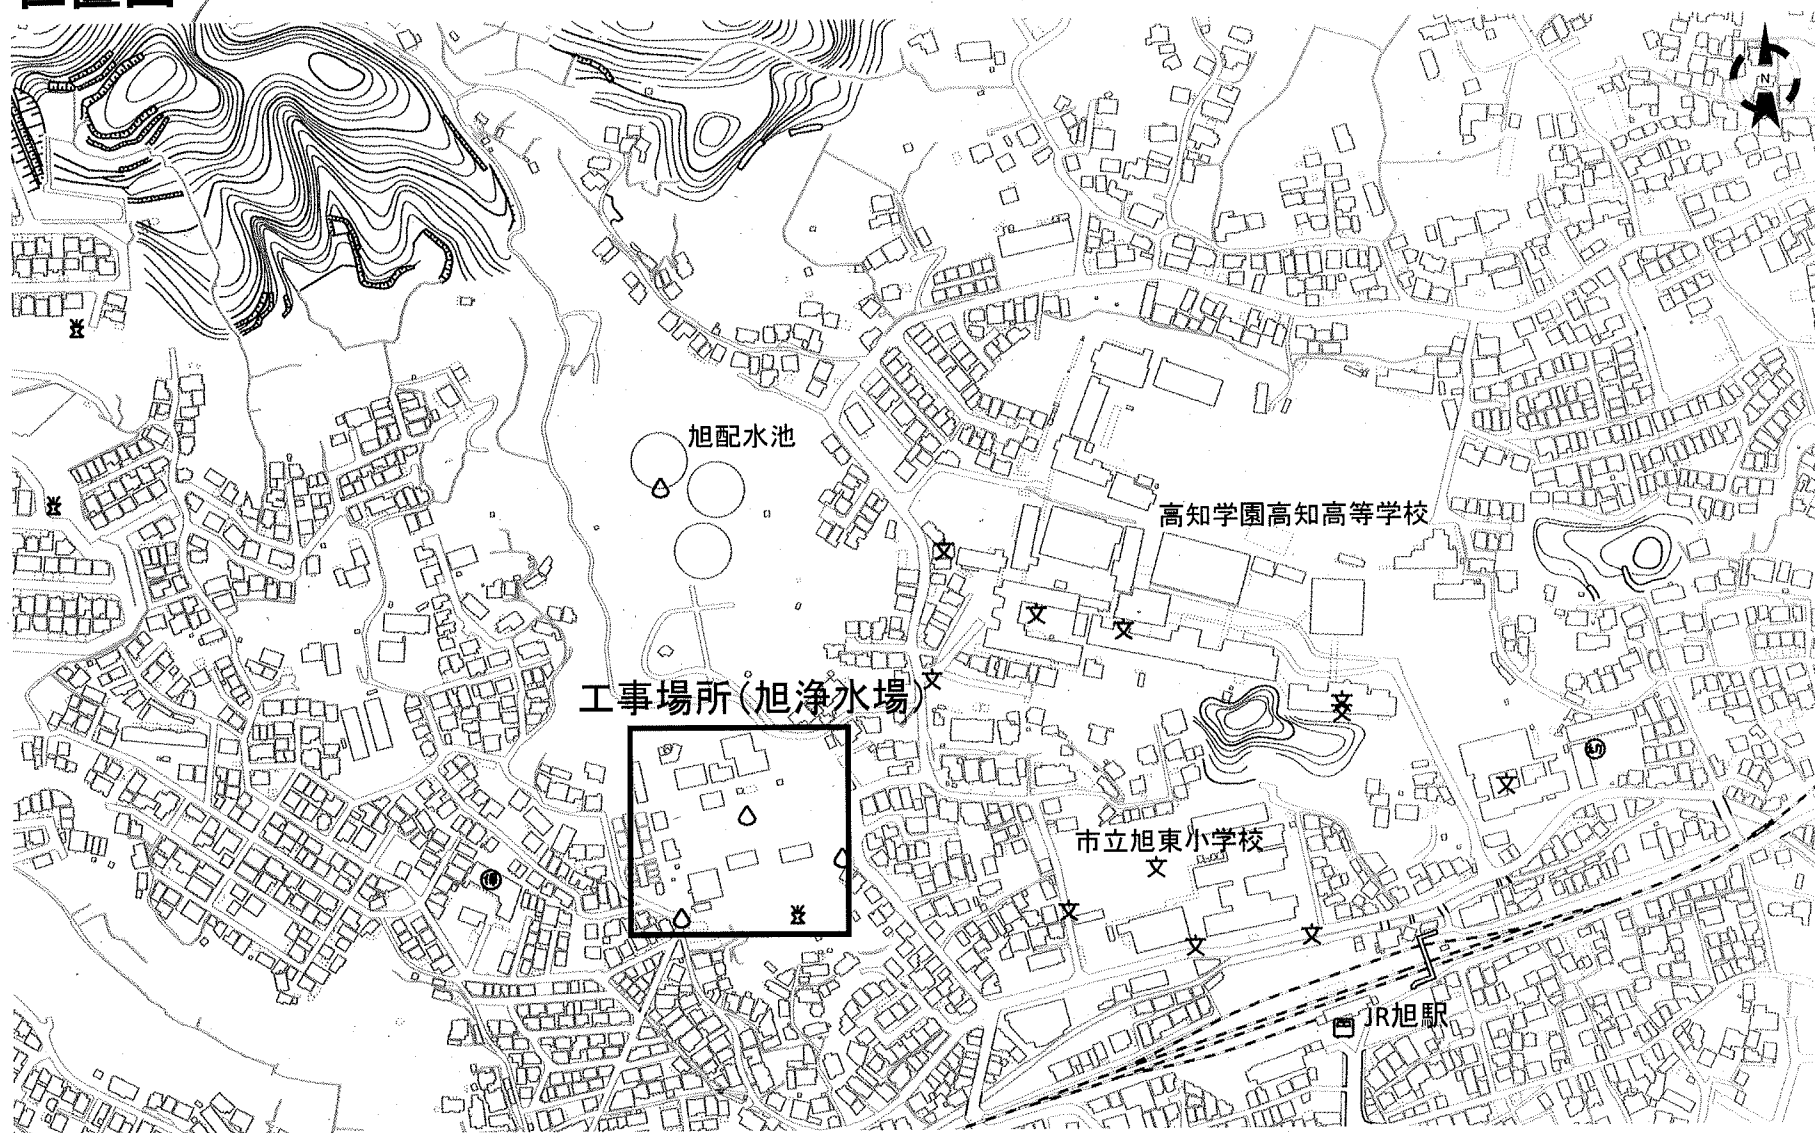 N
旭配水池
高知学園高知高等学校
工事場所(旭浄水場)
市立旭東小学校
JR旭駅